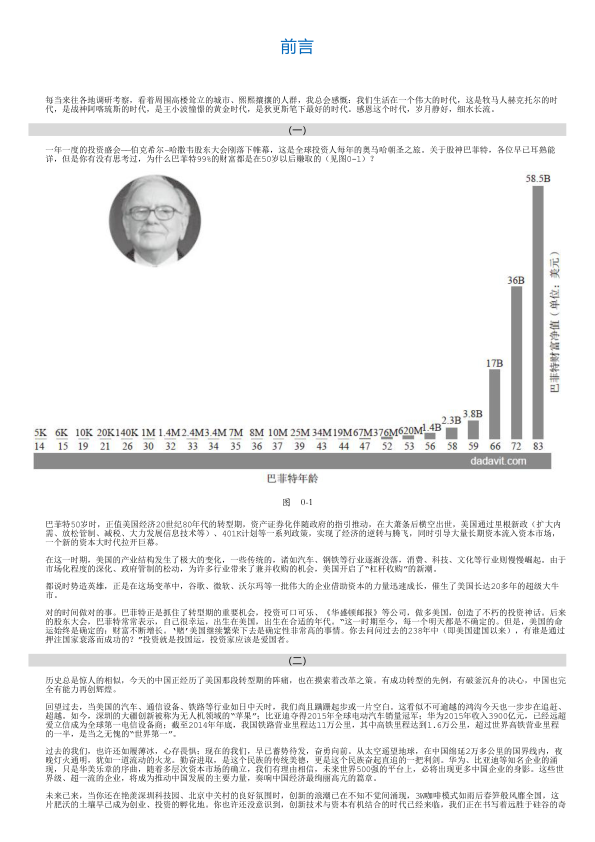 前言
每当来往各地调研考察，看着周围高楼耸立的城市、熙熙攘攘的人群，我总会感慨：我们生活在一个伟大的时代，这是牧马人赫克托尔的时
代，是战神阿喀琉斯的时代，是王小波憧憬的黄金时代，是狄更斯笔下最好的时代。感恩这个时代，岁月静好，细水长流。
（一）
一年一度的投资盛会——伯克希尔-哈撒韦股东大会刚落下帷幕，这是全球投资人每年的奥马哈朝圣之旅。关于股神巴菲特，各位早已耳熟能
详，但是你有没有思考过，为什么巴菲特99%的财富都是在50岁以后赚取的（见图0-1）？
58.5B
36B
17B
3.8B
2.3B
1.4B
5K 6K 10K 20K 140K 1M 1.4M 2.4M 3.4M 7M 8M 10M 25M 34M 19M 67M 376M 620M
14 15 19 21 26 30 32 33 34 35 36 37 39 43 44 47 52 53 56 58 59 66 72 83
巴菲特财富净值（单位：美元）
dadavit.com
巴菲特年龄
图 0-1
巴菲特50岁时，正值美国经济20世纪80年代的转型期，资产证券化伴随政府的指引推动，在大萧条后横空出世，美国通过里根新政（扩大内
需、放松管制、减税、大力发展信息技术等）、401K计划等一系列政策，实现了经济的逆转与腾飞，同时引导大量长期资本流入资本市场，
一个新的资本大时代拉开巨幕。
在这一时期，美国的产业结构发生了极大的变化，一些传统的，诸如汽车、钢铁等行业逐渐没落，消费、科技、文化等行业则慢慢崛起，由于
市场化程度的深化、政府管制的松动，为许多行业带来了兼并收购的机会，美国开启了“杠杆收购”的新潮。
都说时势造英雄，正是在这场变革中，谷歌、微软、沃尔玛等一批伟大的企业借助资本的力量迅速成长，催生了美国长达20多年的超级大牛
市。
对的时间做对的事。巴菲特正是抓住了转型期的重要机会，投资可口可乐、《华盛顿邮报》等公司，做多美国，创造了不朽的投资神话。后来
的股东大会，巴菲特常常表示，自己很幸运，出生在美国，出生在合适的年代。“这一时期至今，每一个明天都是不确定的。但是，美国的命
运始终是确定的：财富不断增长。‘赌’美国继续繁荣下去是确定性非常高的事情。你去问问过去的238年中（即美国建国以来），有谁是通过
押注国家衰落而成功的？”投资就是投国运，投资家应该是爱国者。
（二）
历史总是惊人的相似，今天的中国正经历了美国那段转型期的阵痛，也在摸索着改革之策。有成功转型的先例，有破釜沉舟的决心，中国也完
全有能力再创辉煌。
回望过去，当美国的汽车、通信设备、铁路等行业如日中天时，我们尚且蹒跚起步或一片空白。这看似不可逾越的鸿沟今天也一步步在追赶、
超越。如今，深圳的大疆创新被称为无人机领域的“苹果”；比亚迪夺得2015年全球电动汽车销量冠军；华为2015年收入3900亿元，已经远超
爱立信成为全球第一电信设备商；截至2014年年底，我国铁路营业里程达11万公里，其中高铁里程达到1.6万公里，超过世界高铁营业里程
的一半，是当之无愧的“世界第一”。
过去的我们，也许还如履薄冰，心存畏惧；现在的我们，早已蓄势待发，奋勇向前。从太空遥望地球，在中国绵延2万多公里的国界线内，夜
晚灯火通明，犹如一道流动的火龙。勤奋进取，是这个民族的传统美德，更是这个民族奋起直追的一把利剑。华为、比亚迪等知名企业的涌
现，只是华美乐章的序曲，随着多层次资本市场的确立，我们有理由相信，未来世界500强的平台上，必将出现更多中国企业的身影。这些世
界级、超一流的企业，将成为推动中国发展的主要力量，奏响中国经济最绚丽高亢的篇章。
未来已来，当你还在艳羡深圳科技园、北京中关村的良好氛围时，创新的浪潮已在不知不觉间涌现，3W咖啡模式如雨后春笋般风靡全国，这
片肥沃的土壤早已成为创业、投资的孵化地。你也许还没意识到，创新技术与资本有机结合的时代已经来临，我们正在书写着远胜于硅谷的奇